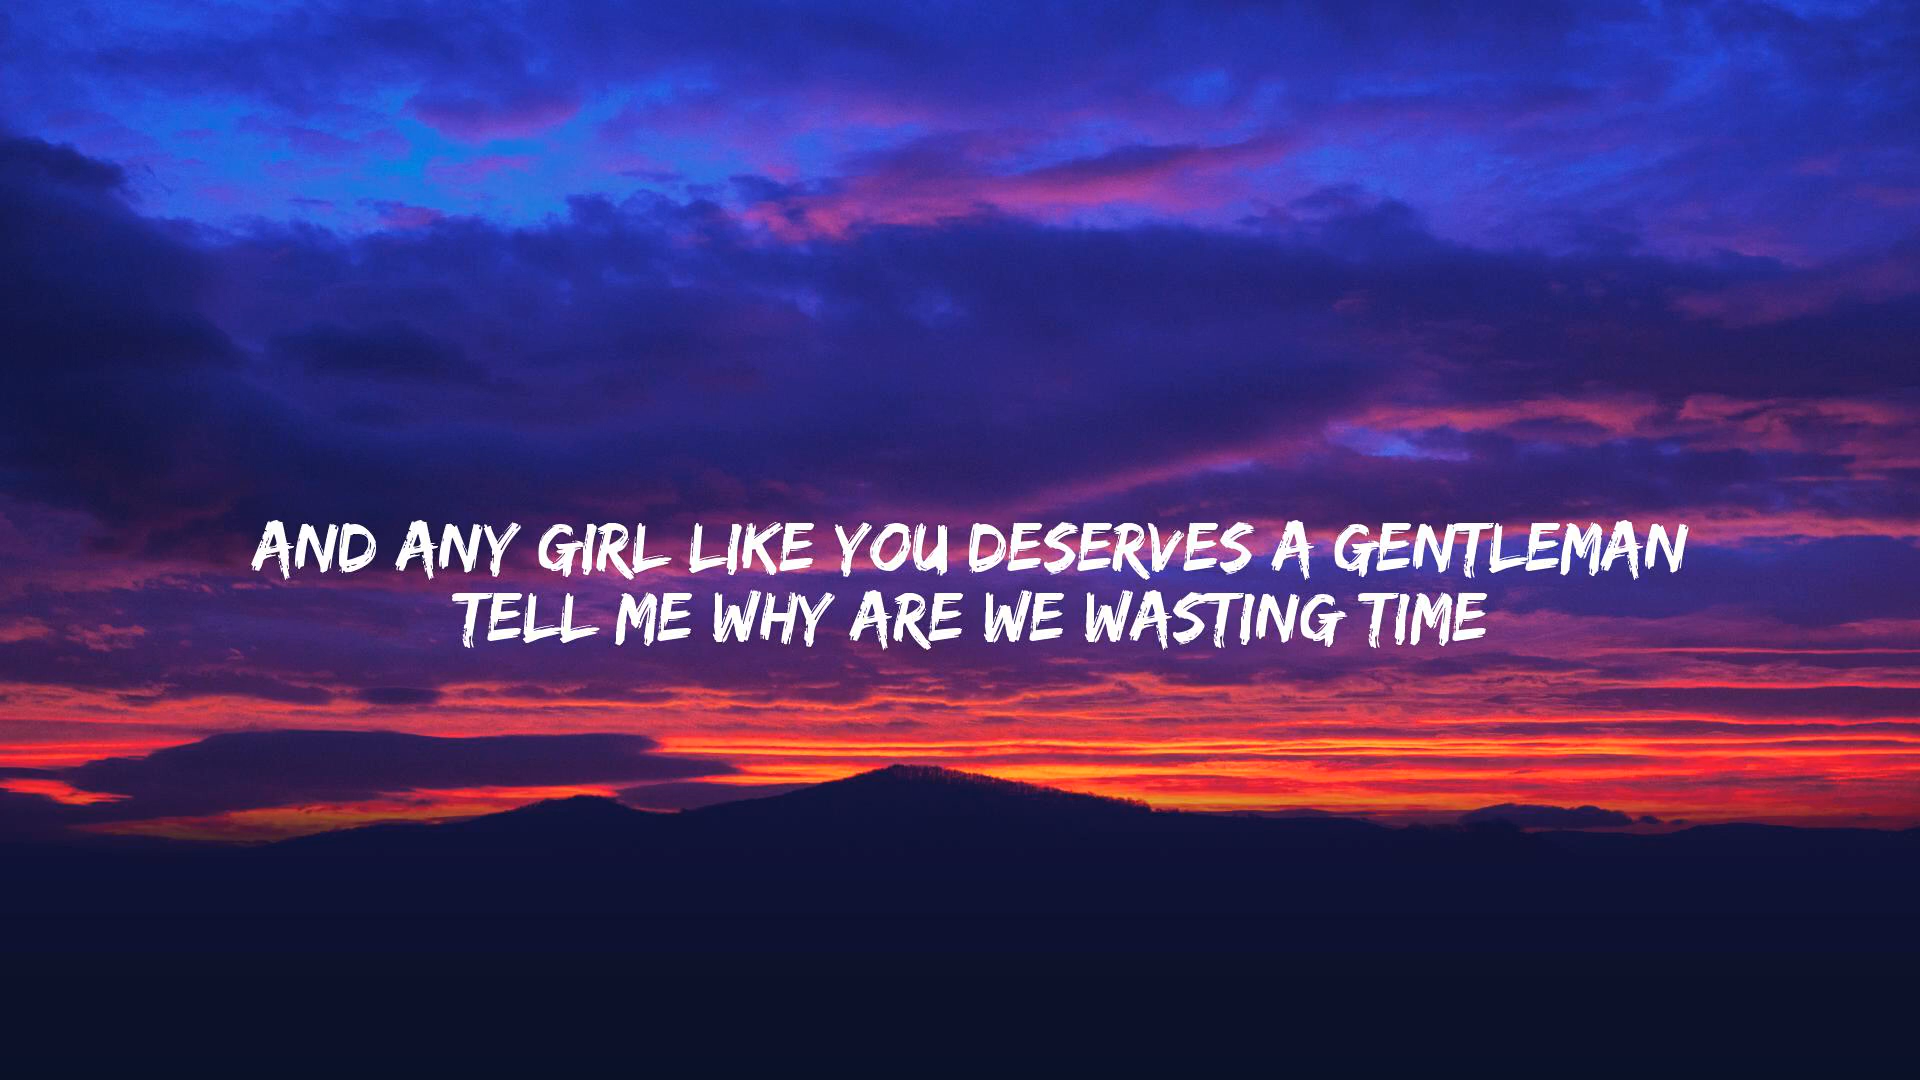 AND ANY GIRL LIKE YOU DESERVES A GENTLEMAN
TELL ME WHY ARE WE WASTING TIME